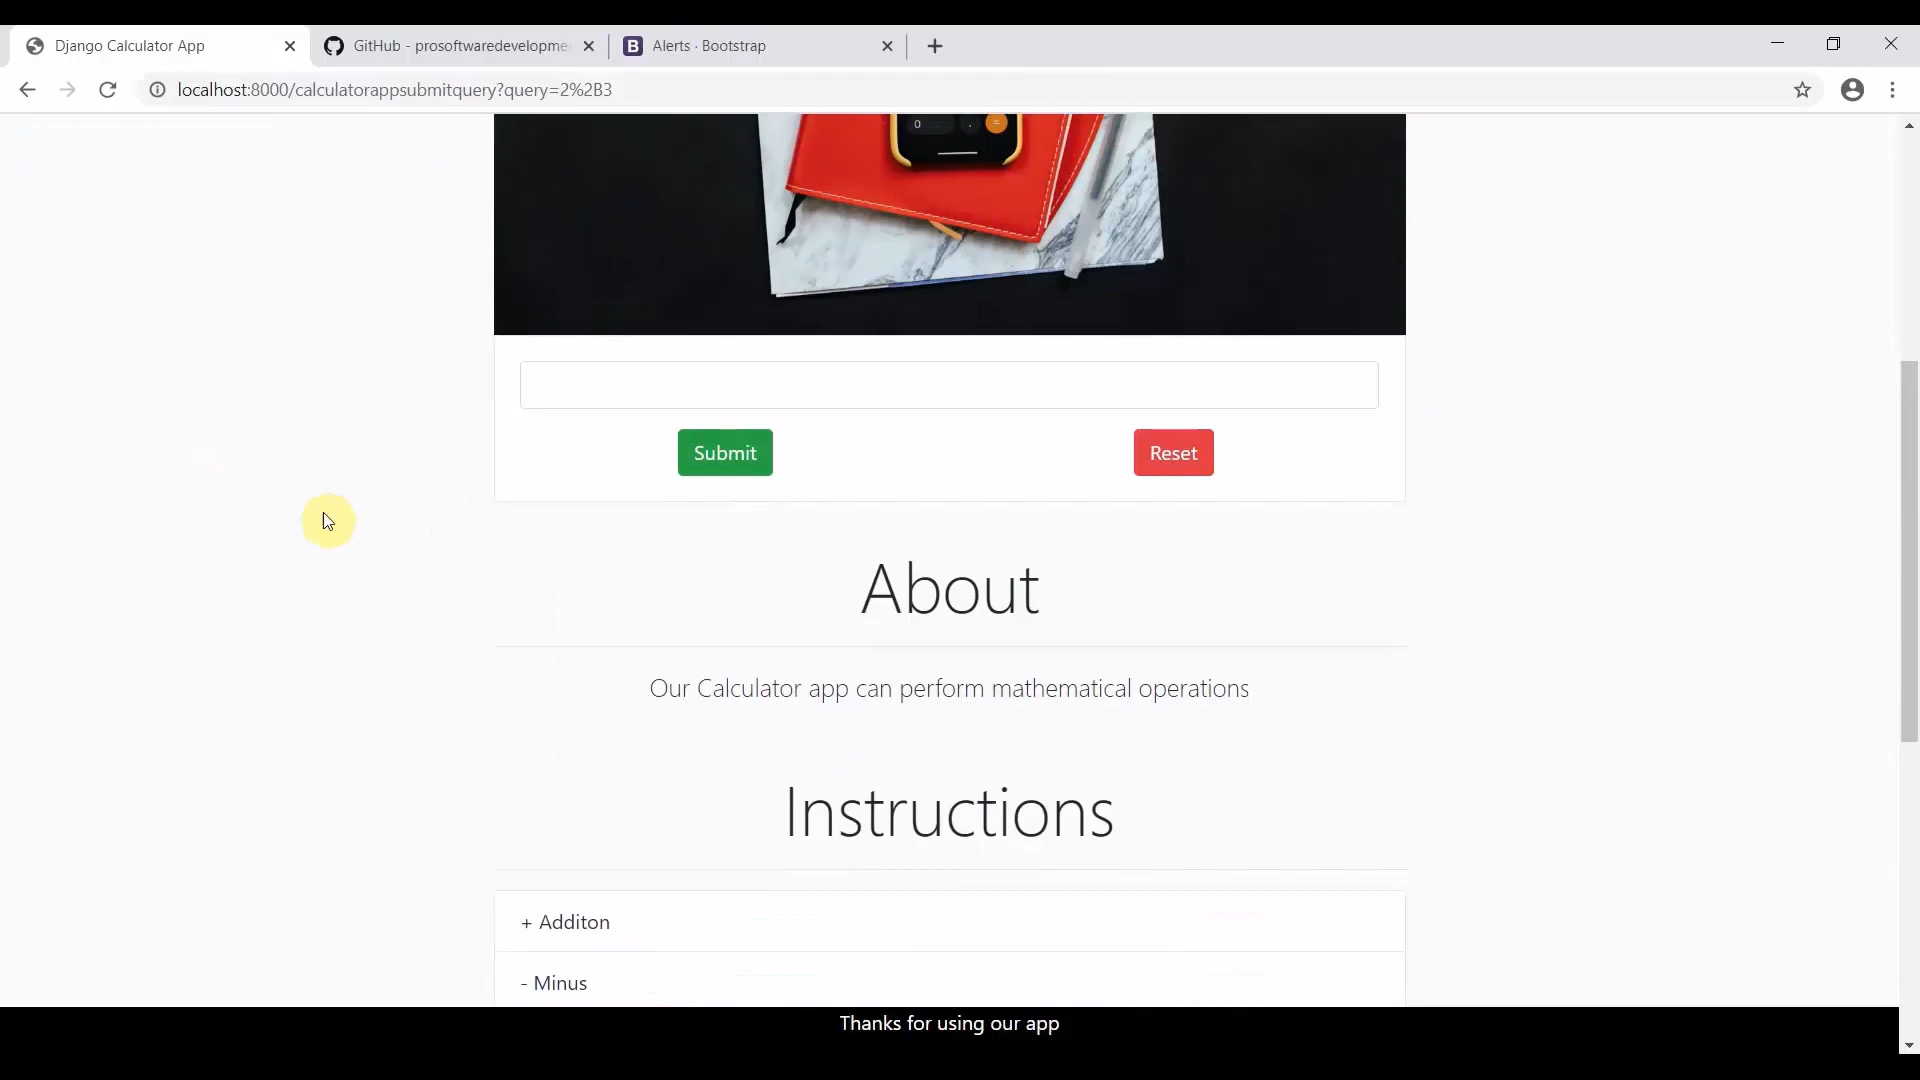 Django Calculator App
GitHub - prosoftwaredevelopme
Alerts · Bootstrap
localhost:8000/calculatorappsubmitquery?query=2%2B3
0 . =
Submit
Reset
About
Our Calculator app can perform mathematical operations
Instructions
+ Additon
- Minus
Thanks for using our app